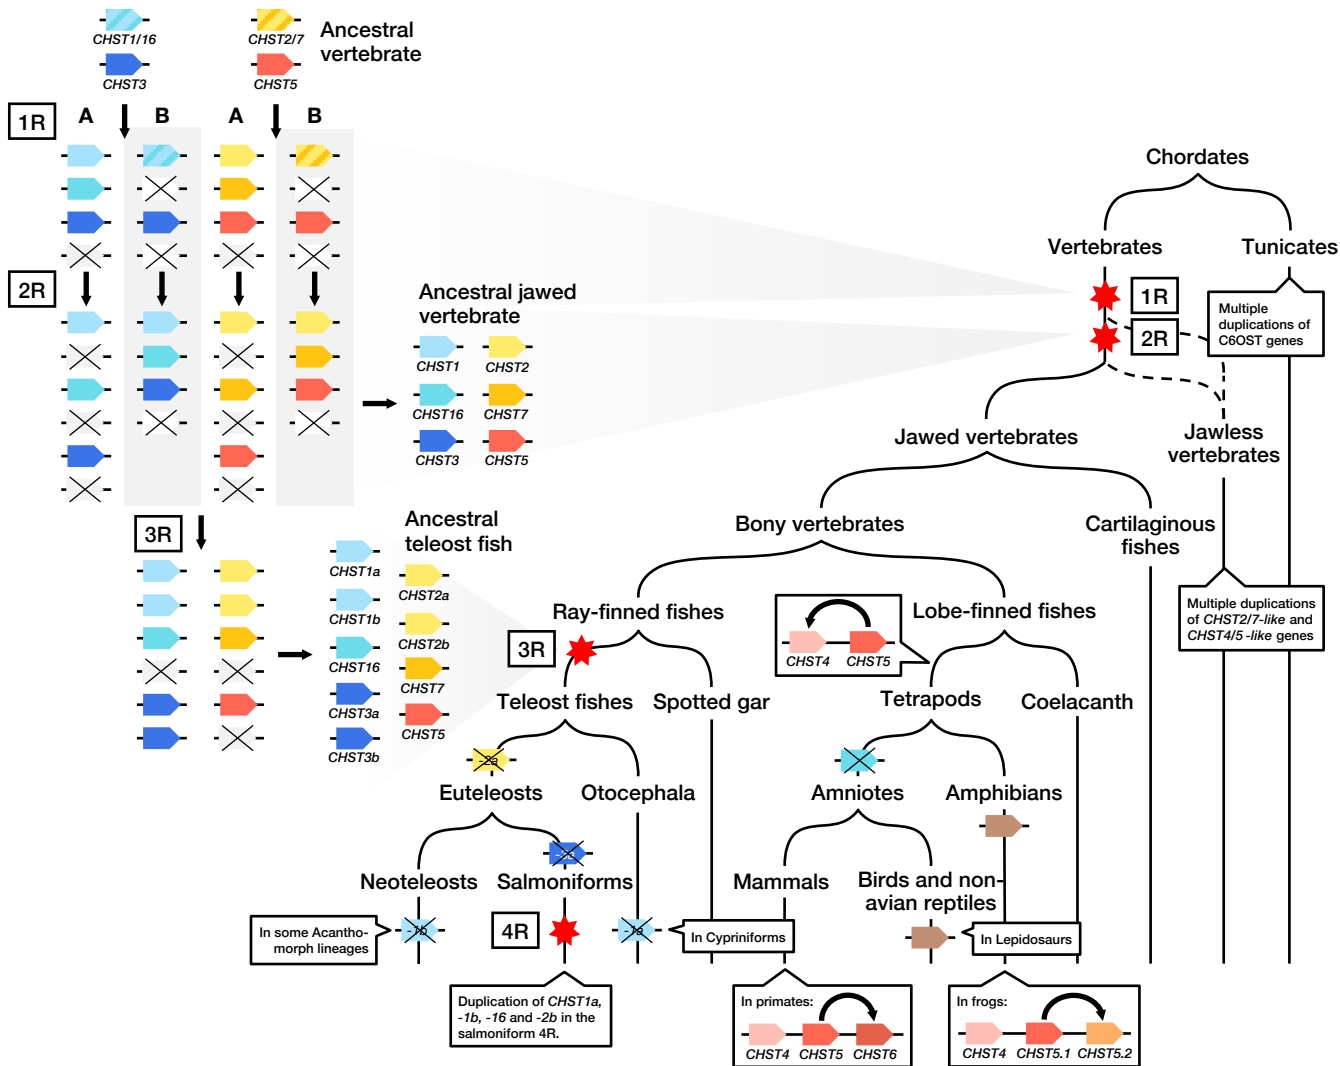 CHST1/16
CHST2/7
Ancestral
vertebrate
CHST3
CHST5
1R
A
B
A
B
2R
Ancestral jawed
vertebrate
CHST1
CHST2
CHST16
CHST7
CHST3
CHST5
3R
Ancestral
teleost fish
CHST1a
CHST2a
CHST1b
CHST2b
CHST16
CHST7
CHST3a
CHST5
CHST3b
Chordates
Vertebrates
Tunicates
1R
2R
Multiple
duplications of
C6OST genes
Jawed vertebrates
Jawless
vertebrates
Bony vertebrates
Cartilaginous
fishes
Multiple duplications
of CHST2/7-like and
CHST4/5 -like genes
Ray-finned fishes
Lobe-finned fishes
3R
CHST4
CHST5
Teleost fishes
Spotted gar
Tetrapods
Coelacanth
-2a
Euteleosts
Otocephala
Amniotes
Amphibians
Neoteleosts
Salmoniforms
Mammals
Birds and non-
avian reptiles
In some Acantho-
morph lineages
-1b
4R
-1a
In Cypriniforms
In Lepidosaurs
Duplication of CHST1a,
-1b, -16 and -2b in the
salmoniform 4R.
In primates:
CHST4
CHST5
CHST6
In frogs:
CHST4
CHST5.1
CHST5.2